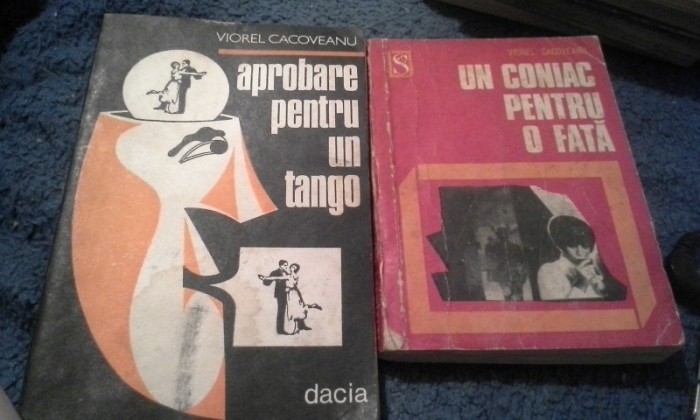 VIOREL CACOVEANU
aprobare
pentru
un
tango
dacia
S
VIOREL CACOVEANU
UN CONIAC
PENTRU
O FATĂ